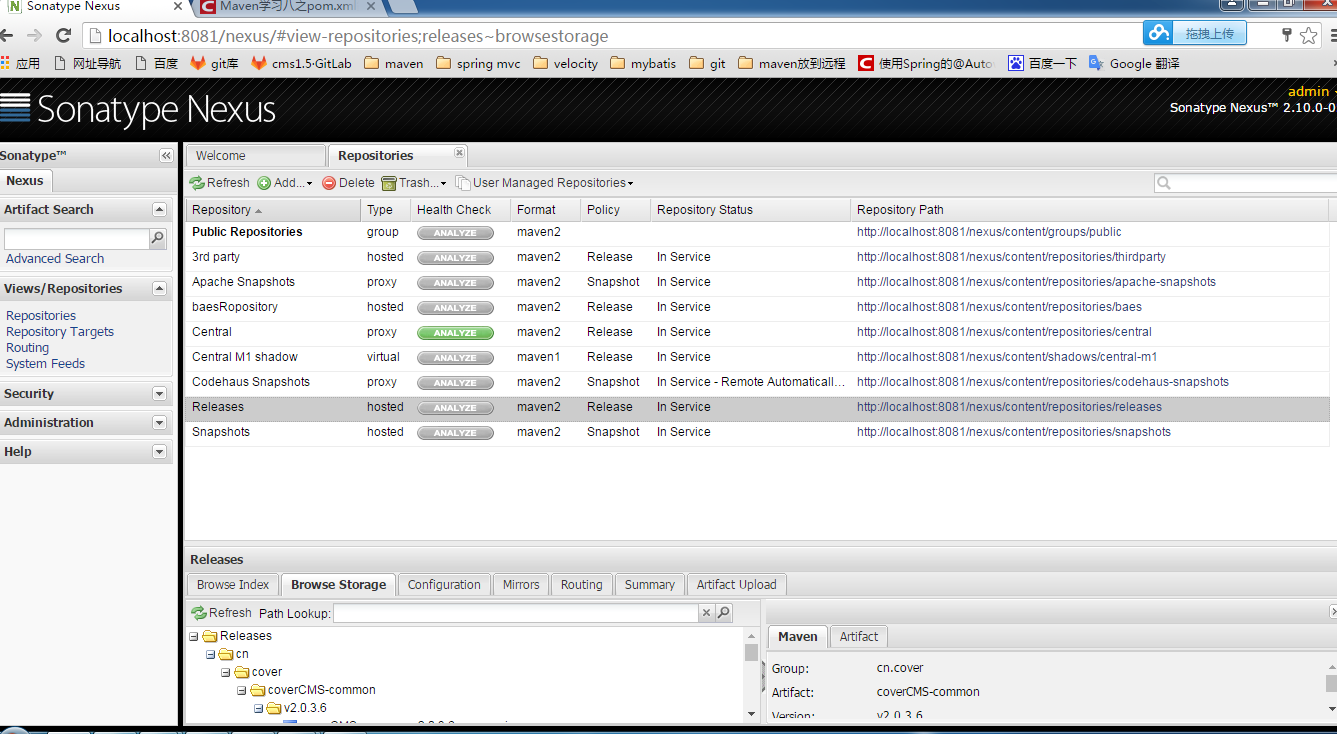 Sonatype Nexus
Maven学习八之pom.xml
localhost:8081/nexus/#view-repositories;releases~browsestorage
拖拽上传
应用 网址导航 百度 git库 cms1.5·GitLab maven spring mvc velocity mybatis git maven放到远程 使用Spring的@Auto 百度一下 Google 翻译
Sonatype Nexus
admin
Sonatype Nexus™ 2.10.0-0
Sonatype™
Nexus
Artifact Search
Advanced Search
Views/Repositories
Repositories
Repository Targets
Routing
System Feeds
Security
Administration
Help
Welcome Repositories
Refresh Add... Delete Trash... User Managed Repositories
Repository Type Health Check Format Policy Repository Status Repository Path
Public Repositories group ANALYZE maven2 http://localhost:8081/nexus/content/groups/public
3rd party hosted ANALYZE maven2 Release In Service http://localhost:8081/nexus/content/repositories/thirdparty
Apache Snapshots proxy ANALYZE maven2 Snapshot In Service http://localhost:8081/nexus/content/repositories/apache-snapshots
baesRopository hosted ANALYZE maven2 Release In Service http://localhost:8081/nexus/content/repositories/baes
Central proxy ANALYZE maven2 Release In Service http://localhost:8081/nexus/content/repositories/central
Central M1 shadow virtual ANALYZE maven1 Release In Service http://localhost:8081/nexus/content/shadows/central-m1
Codehaus Snapshots proxy ANALYZE maven2 Snapshot In Service - Remote Automaticall... http://localhost:8081/nexus/content/repositories/codehaus-snapshots
Releases hosted ANALYZE maven2 Release In Service http://localhost:8081/nexus/content/repositories/releases
Snapshots hosted ANALYZE maven2 Snapshot In Service http://localhost:8081/nexus/content/repositories/snapshots
Releases
Browse Index Browse Storage Configuration Mirrors Routing Summary Artifact Upload
Refresh Path Lookup:
Releases
cn
cover
coverCMS-common
v2.0.3.6
Maven Artifact
Group: cn.cover
Artifact: coverCMS-common
Version: v2.0.3.6